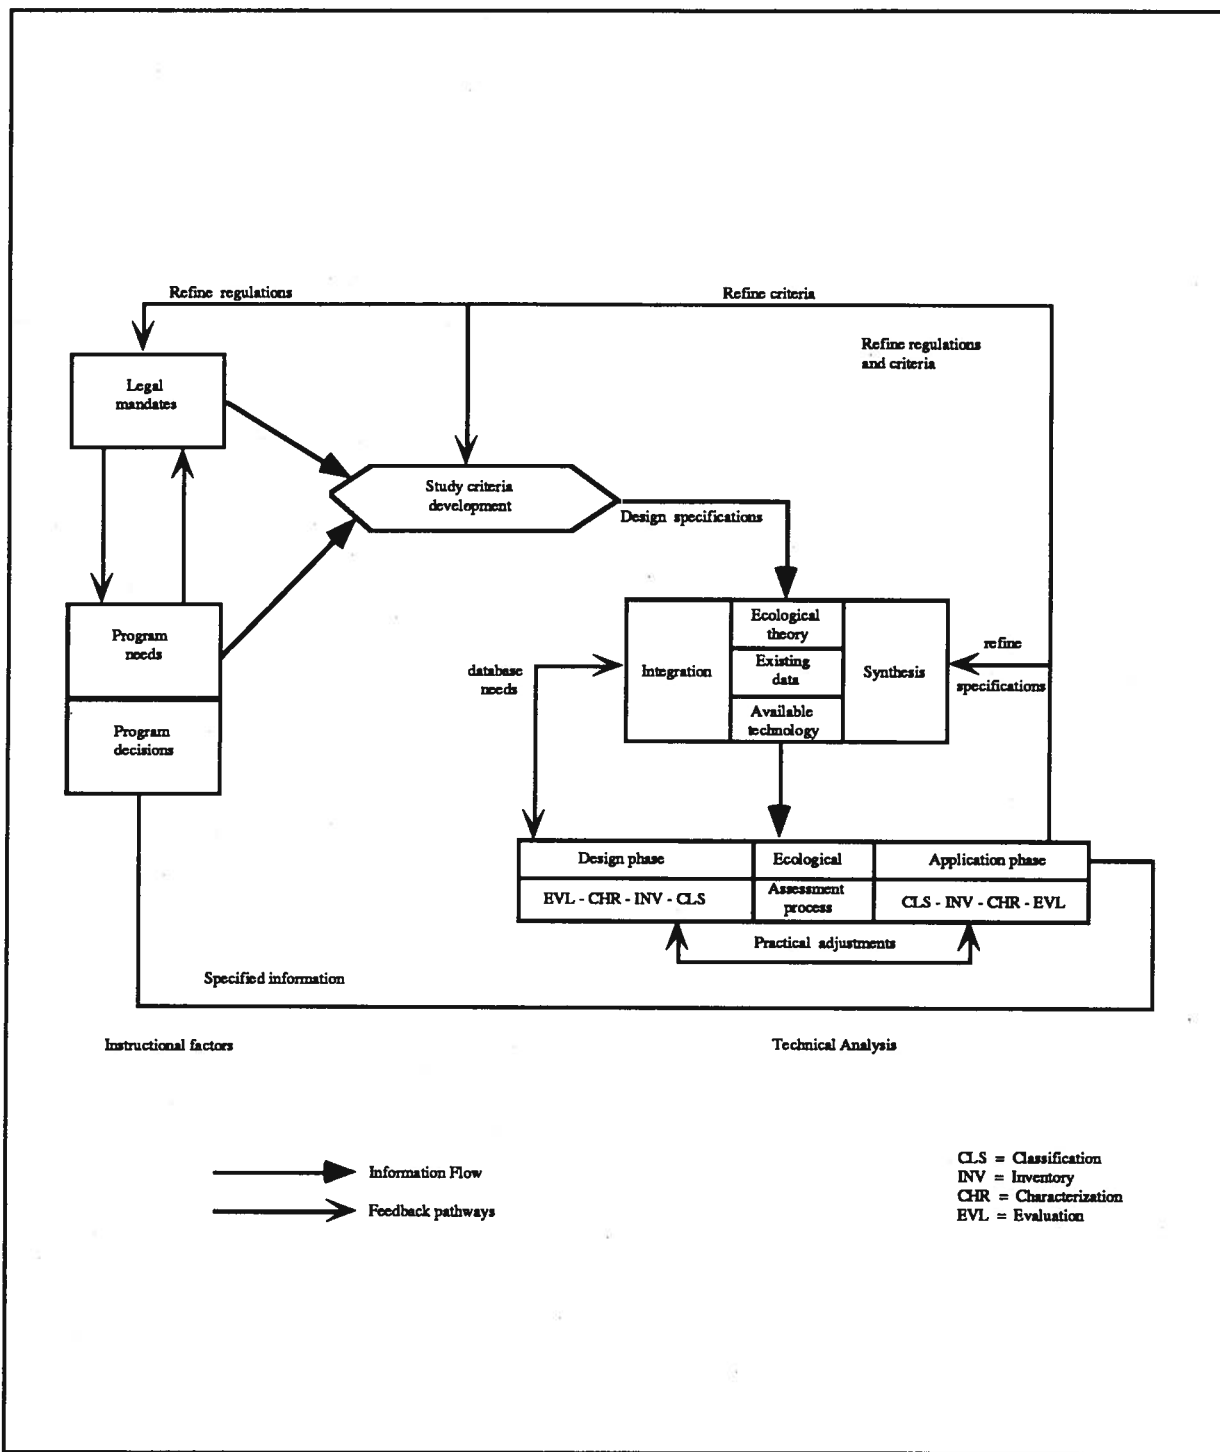 Refine regulations
Refine criteria
Refine regulations
and criteria
Legal
mandates
Study criteria
development
Design specifications
Program
needs
Program
decisions
database
needs
Integration
Ecological
theory
Existing
data
Available
technology
Synthesis
refine
specifications
Design phase
Ecological
Application phase
EVL - CHR - INV - CLS
Assessment
process
CLS - INV - CHR - EVL
Practical adjustments
Specified information
Instructional factors
Technical Analysis
Information Flow
Feedback pathways
CLS = Classification
INV = Inventory
CHR = Characterization
EVL = Evaluation